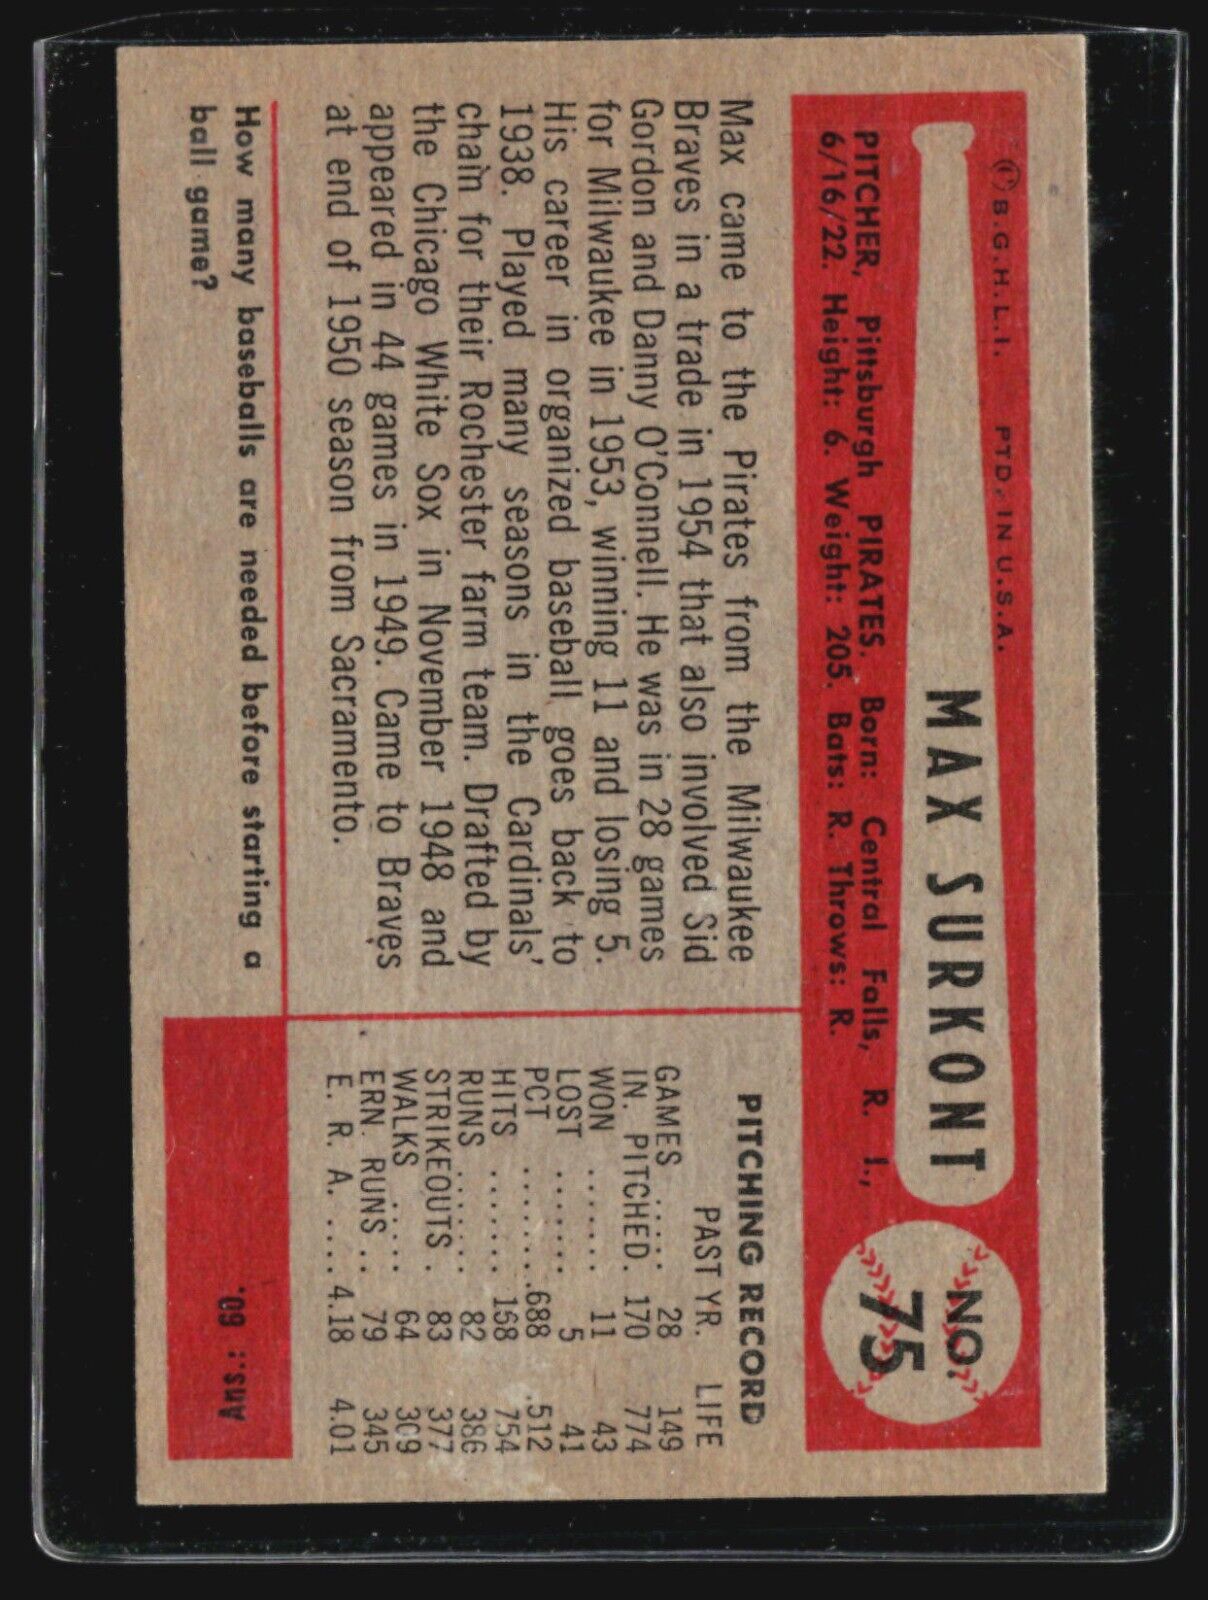 © B.G.H.L.I. PTD. IN U.S.A.
MAX SURKONT
NO. 75
PITCHER, Pittsburgh PIRATES. Born: Central Falls, R. I.,
6/16/22. Height: 6. Weight: 205. Bats: R. Throws: R.
Max came to the Pirates from the Milwaukee
Braves in a trade in 1954 that also involved Sid
Gordon and Danny O'Connell. He was in 28 games
for Milwaukee in 1953, winning 11 and losing 5.
His career in organized baseball goes back to
1938. Played many seasons in the Cardinals'
chain for their Rochester farm team. Drafted by
the Chicago White Sox in November 1948 and
appeared in 44 games in 1949. Came to Braves
at end of 1950 season from Sacramento.
PITCHING RECORD
PAST YR. LIFE
GAMES ..... 28 149
IN. PITCHED. 170 774
WON ....... 11 43
LOST ....... 5 41
PCT ....... .688 .512
HITS ....... 168 754
RUNS ....... 82 386
STRIKEOUTS . 83 377
WALKS ..... 64 309
ERN. RUNS .. 79 345
E. R. A. .... 4.18 4.01
How many baseballs are needed before starting a
ball game?
Ans.: 60.